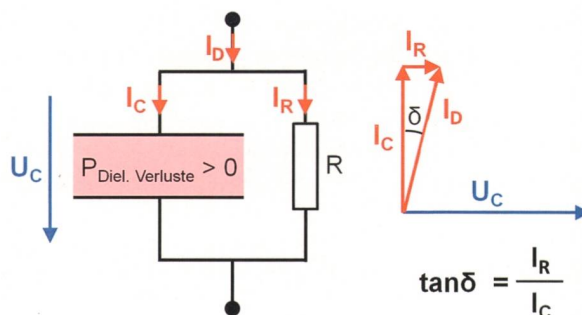 I_D
I_C
I_R
U_C
P_Diel. Verluste > 0
R
I_R
I_C
δ
I_D
U_C
tanδ = I_R / I_C